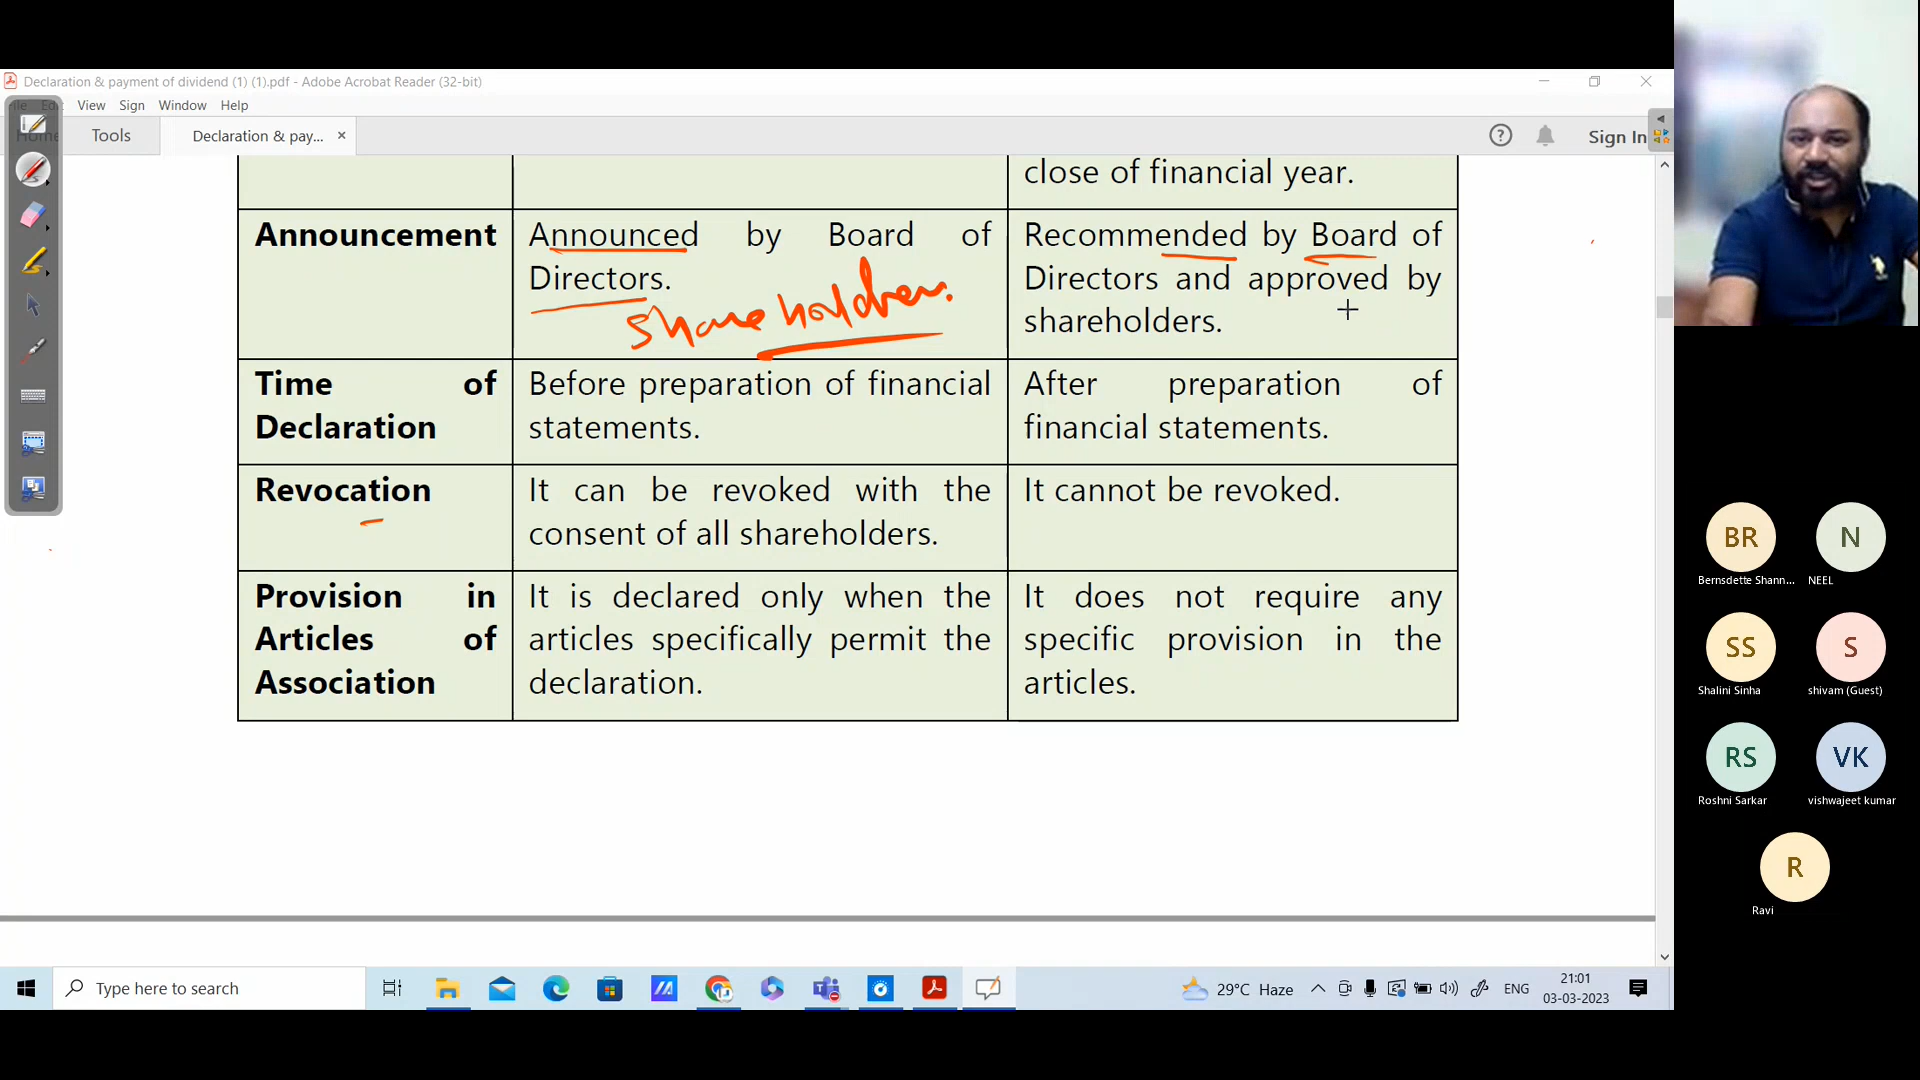 Declaration & payment of dividend (1) (1).pdf - Adobe Acrobat Reader (32-bit)
View Sign Window Help
Tools
Declaration & pay... ×
Sign In
close of financial year.
Announcement
Announced by Board of
Directors.
Shareholders.
Recommended by Board of
Directors and approved by
shareholders.
Time of
Declaration
Before preparation of financial
statements.
After preparation of
financial statements.
Revocation
It can be revoked with the
consent of all shareholders.
It cannot be revoked.
Provision in
Articles of
Association
It is declared only when the
articles specifically permit the
declaration.
It does not require any
specific provision in the
articles.
BR
Bernsdette Shann...
N
NEEL
SS
Shalini Sinha
S
shivam (Guest)
RS
Roshni Sarkar
VK
vishwajeet kumar
R
Ravi
Type here to search
29°C Haze
ENG
21:01
03-03-2023